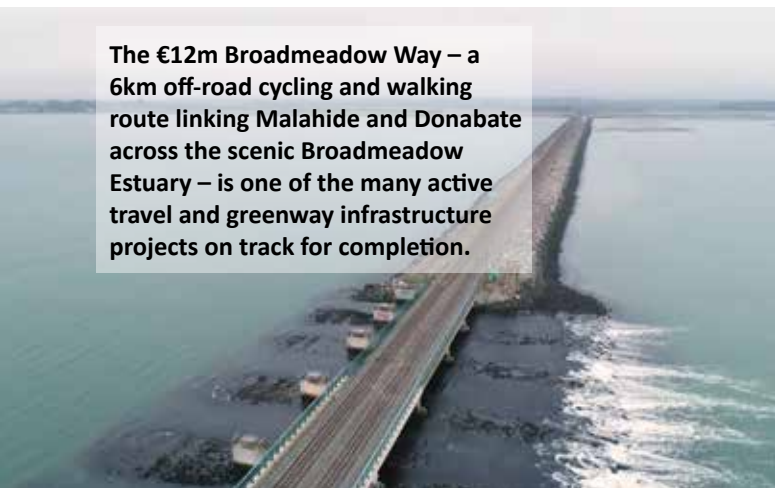 The €12m Broadmeadow Way – a
6km off-road cycling and walking
route linking Malahide and Donabate
across the scenic Broadmeadow
Estuary – is one of the many active
travel and greenway infrastructure
projects on track for completion.